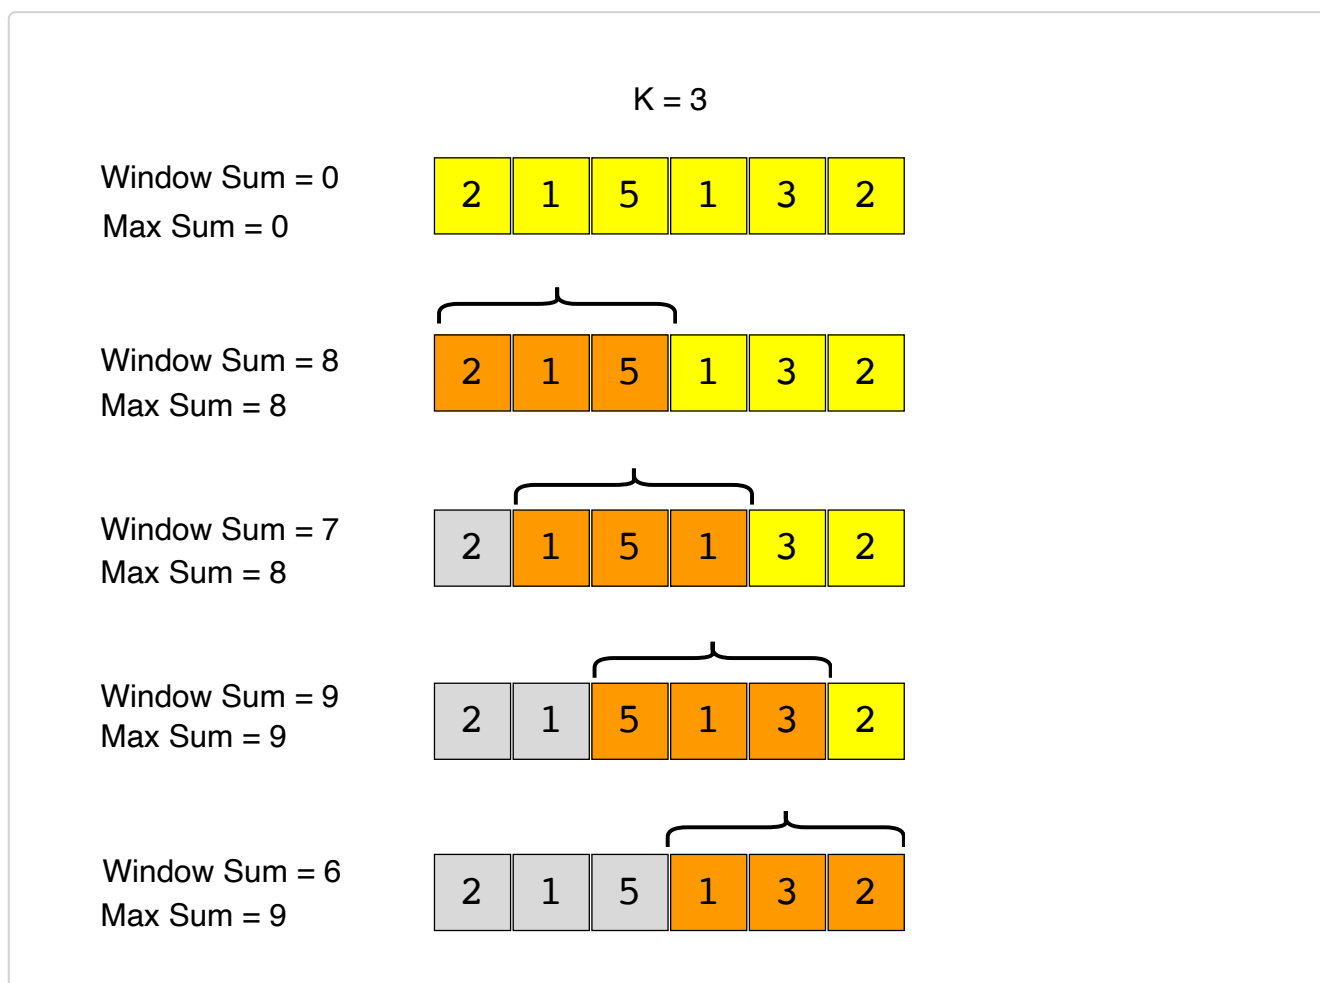 K = 3
Window Sum = 0
Max Sum = 0
2 1 5 1 3 2
Window Sum = 8
Max Sum = 8
2 1 5 1 3 2
Window Sum = 7
Max Sum = 8
2 1 5 1 3 2
Window Sum = 9
Max Sum = 9
2 1 5 1 3 2
Window Sum = 6
Max Sum = 9
2 1 5 1 3 2